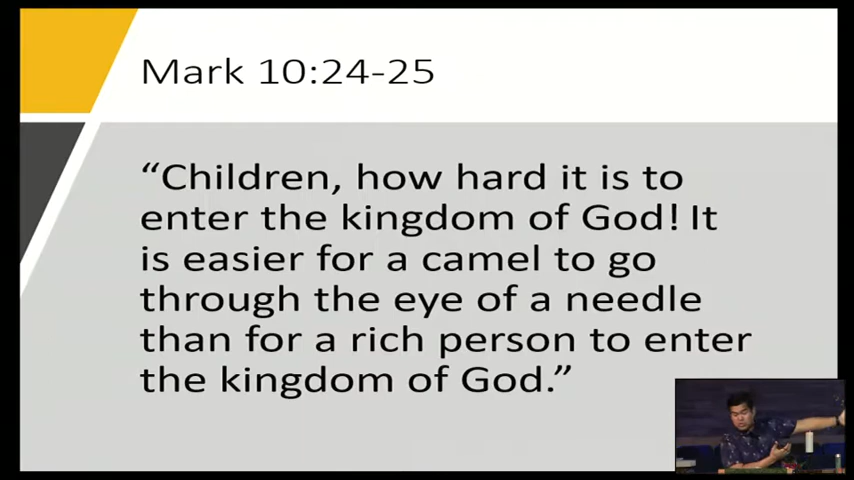 Mark 10:24-25
“Children, how hard it is to
enter the kingdom of God! It
is easier for a camel to go
through the eye of a needle
than for a rich person to enter
the kingdom of God.”